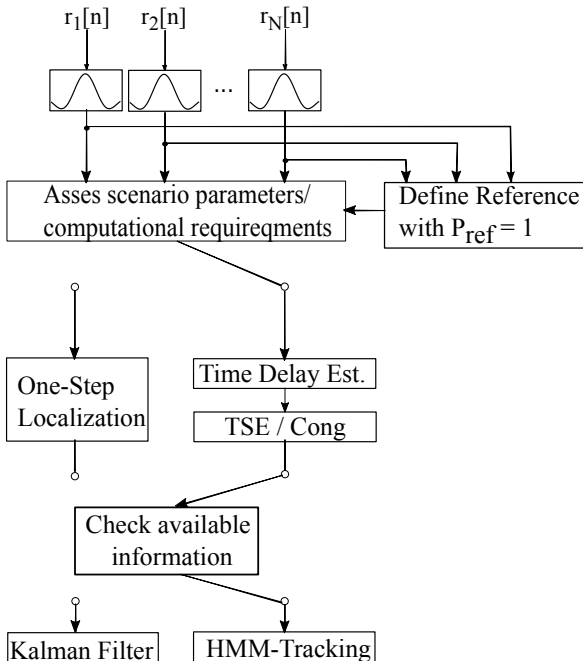 r1[n] r2[n] rN[n]
...
Asses scenario parameters/
computational requireqments
Define Reference
with Pref = 1
One-Step
Localization
Time Delay Est.
TSE / Cong
Check available
information
Kalman Filter
HMM-Tracking